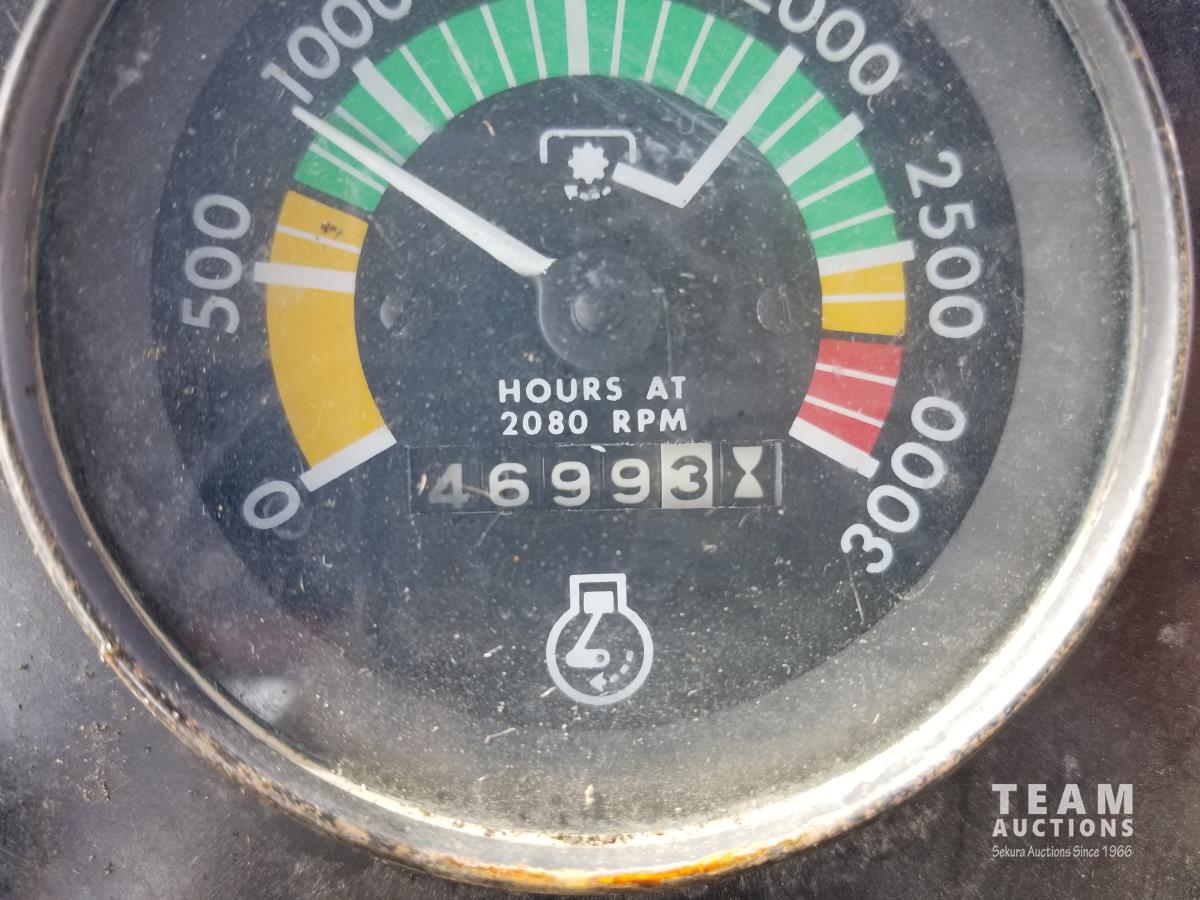 1000
2000
500
2500
HOURS AT
2080 RPM
46993
0
3000
TEAM
AUCTIONS
Sekura Auctions Since 1966